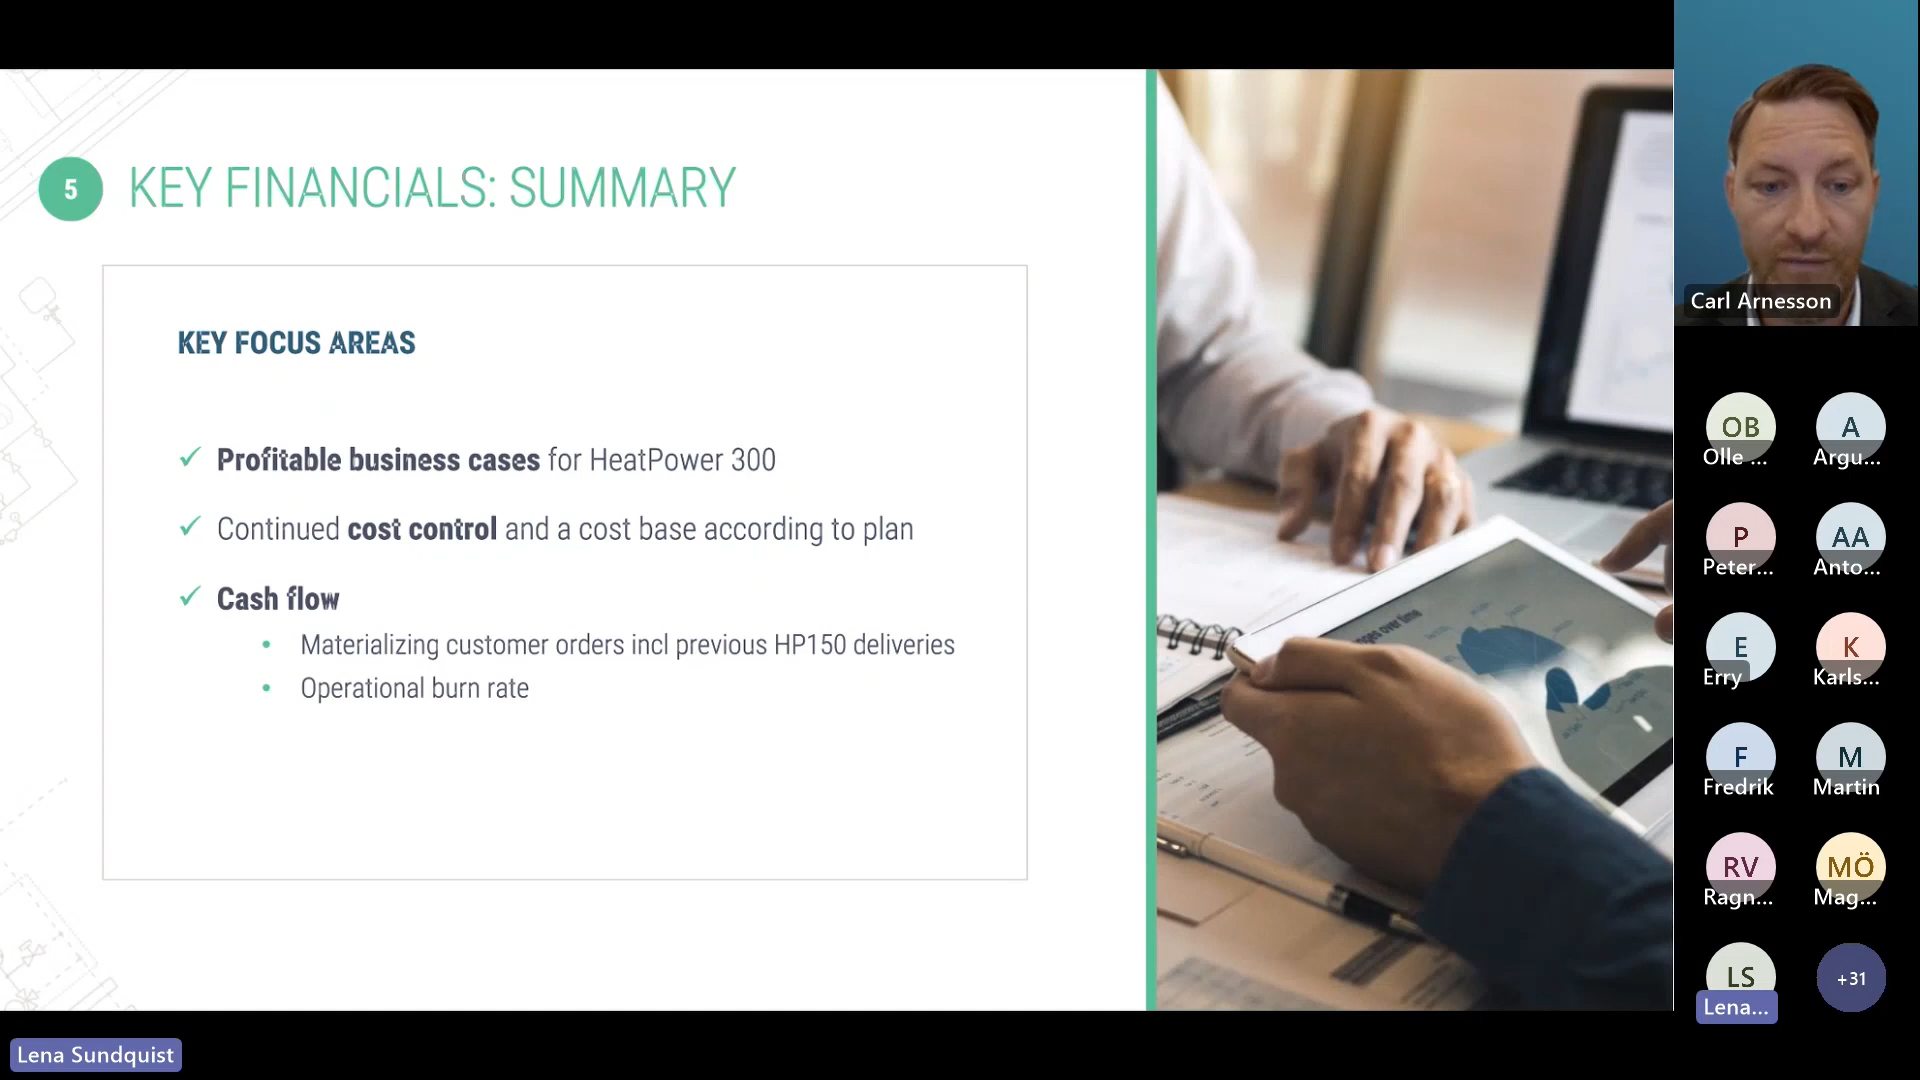 5
KEY FINANCIALS: SUMMARY
KEY FOCUS AREAS
Profitable business cases for HeatPower 300
Continued cost control and a cost base according to plan
Cash flow
Materializing customer orders incl previous HP150 deliveries
Operational burn rate
Carl Arnesson
OB
Olle ...
A
Argu...
P
Peter...
AA
Anto...
E
Erry
K
Karls...
F
Fredrik
M
Martin
RV
Ragn...
MÖ
Mag...
LS
Lena...
+31
Lena Sundquist
over time